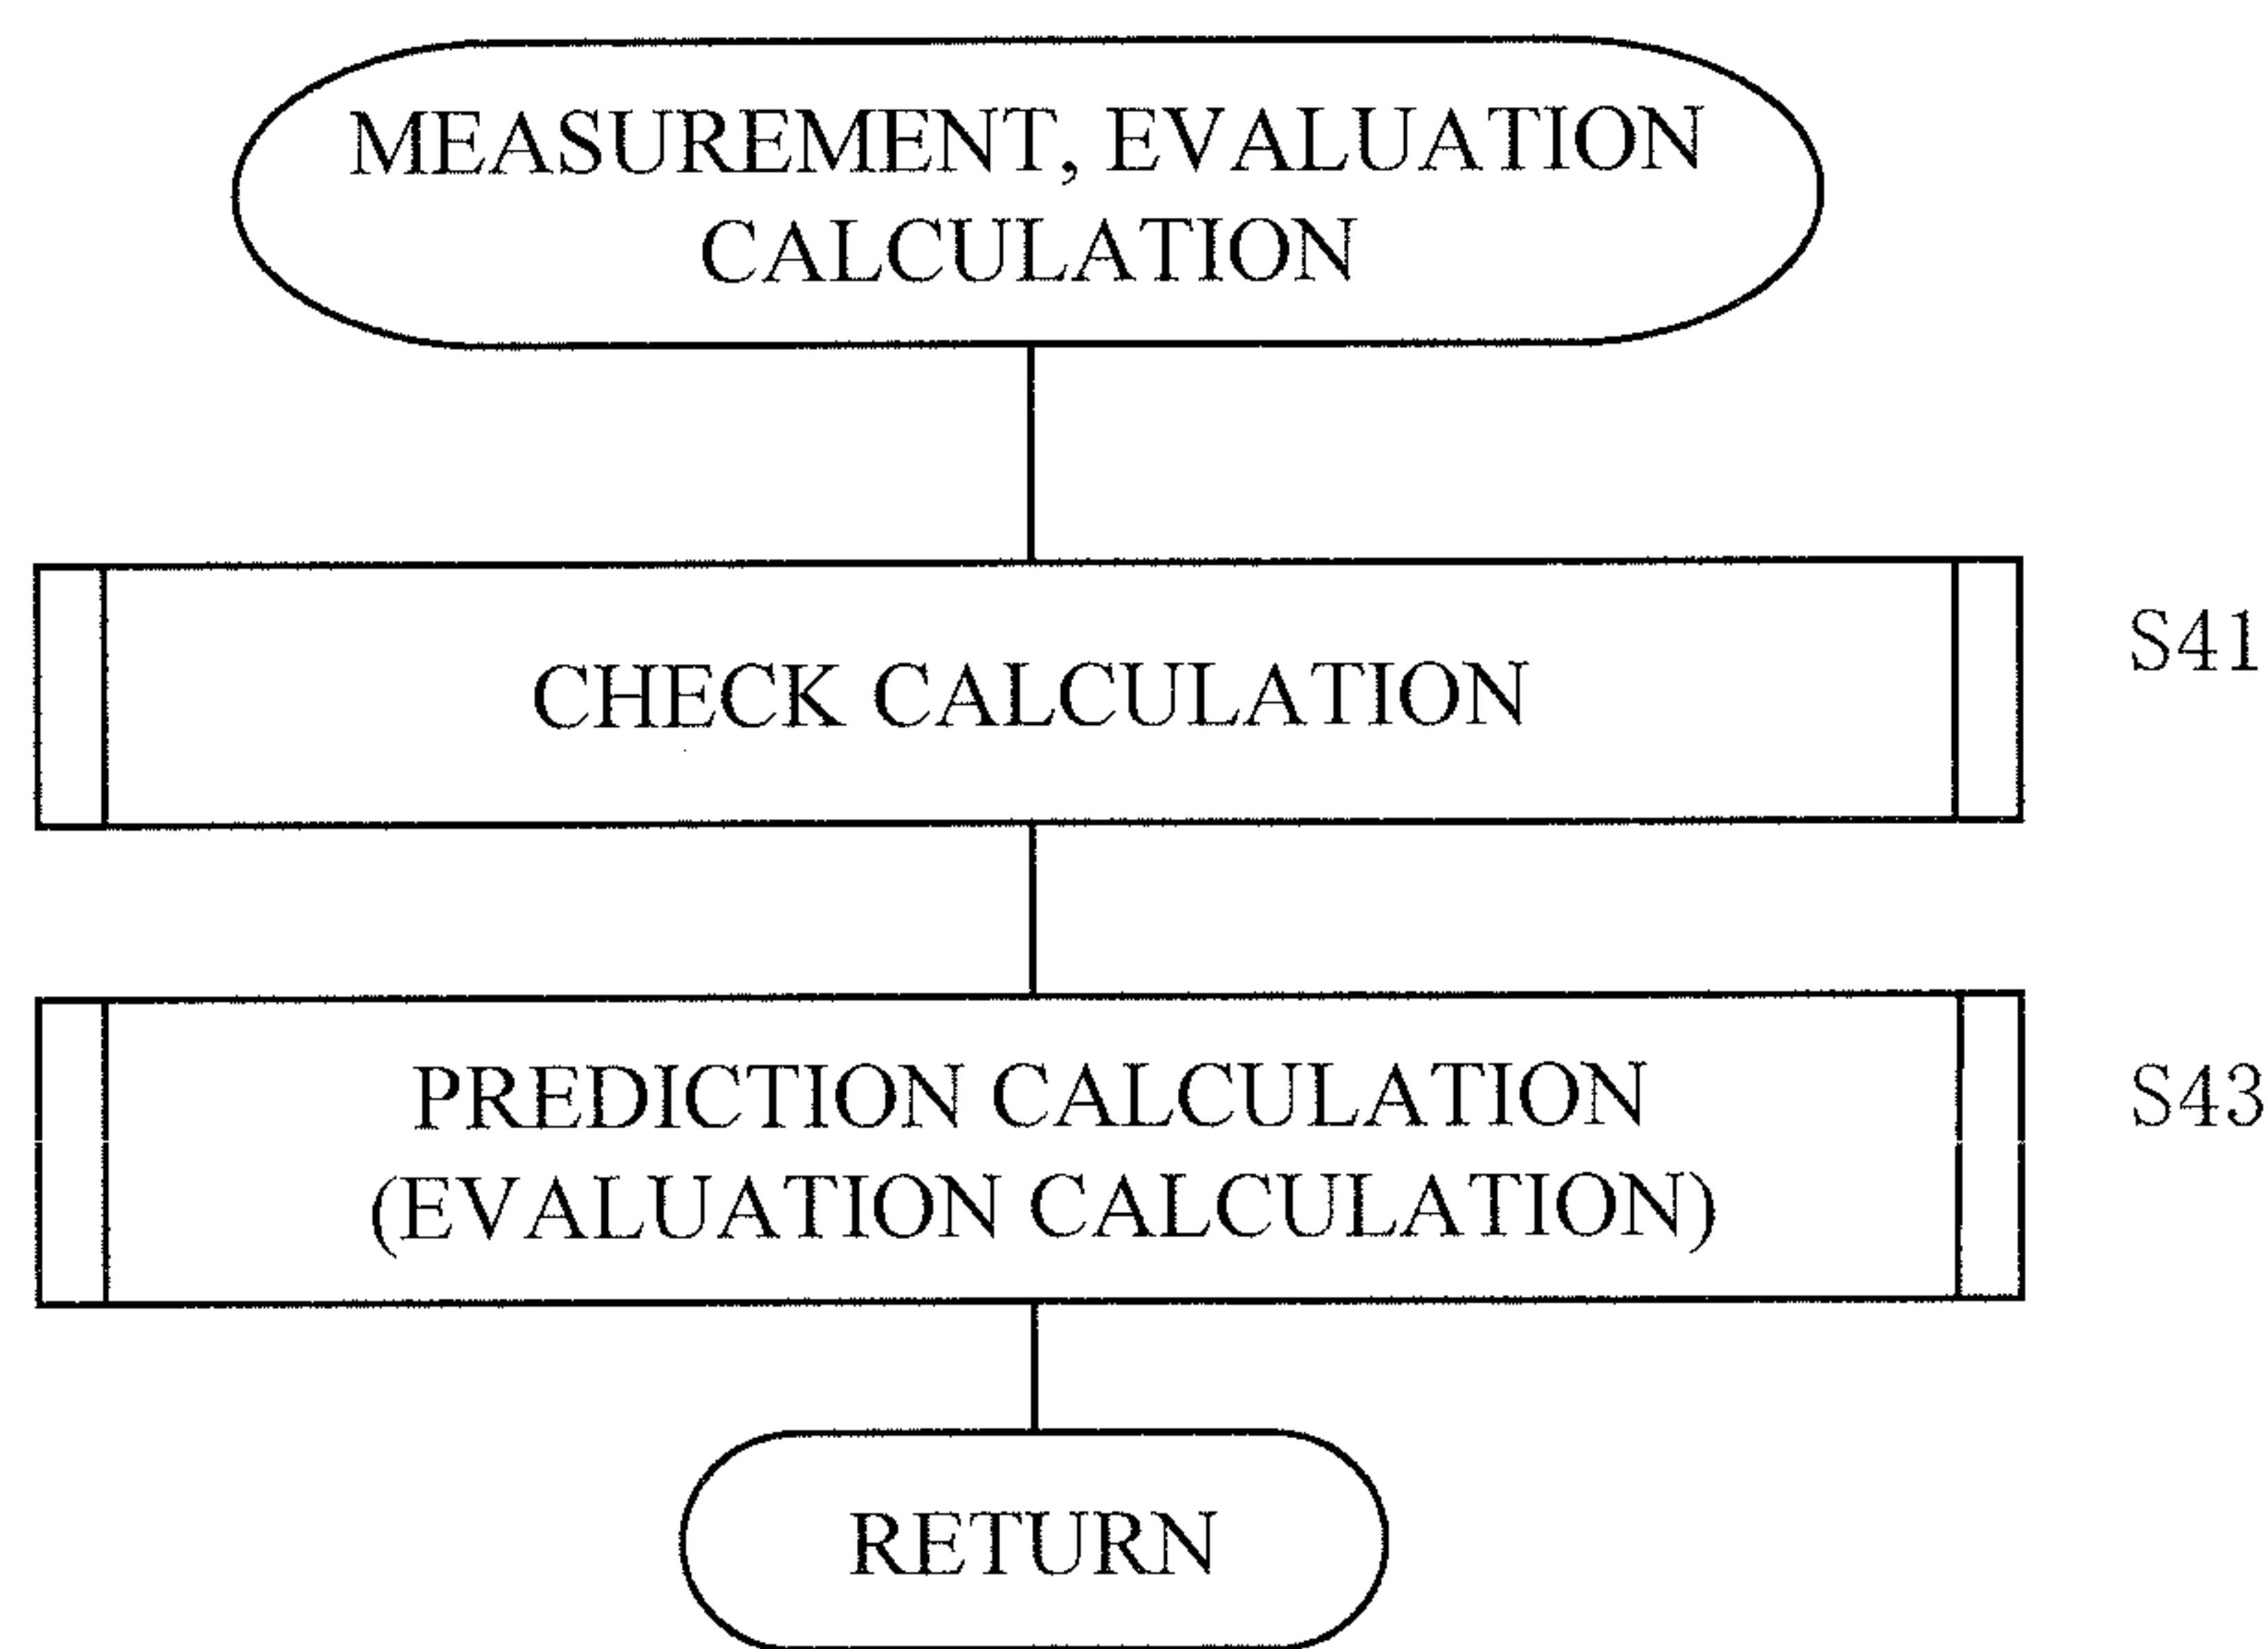 MEASUREMENT, EVALUATION
CALCULATION
CHECK CALCULATION
S41
PREDICTION CALCULATION
(EVALUATION CALCULATION)
S43
RETURN